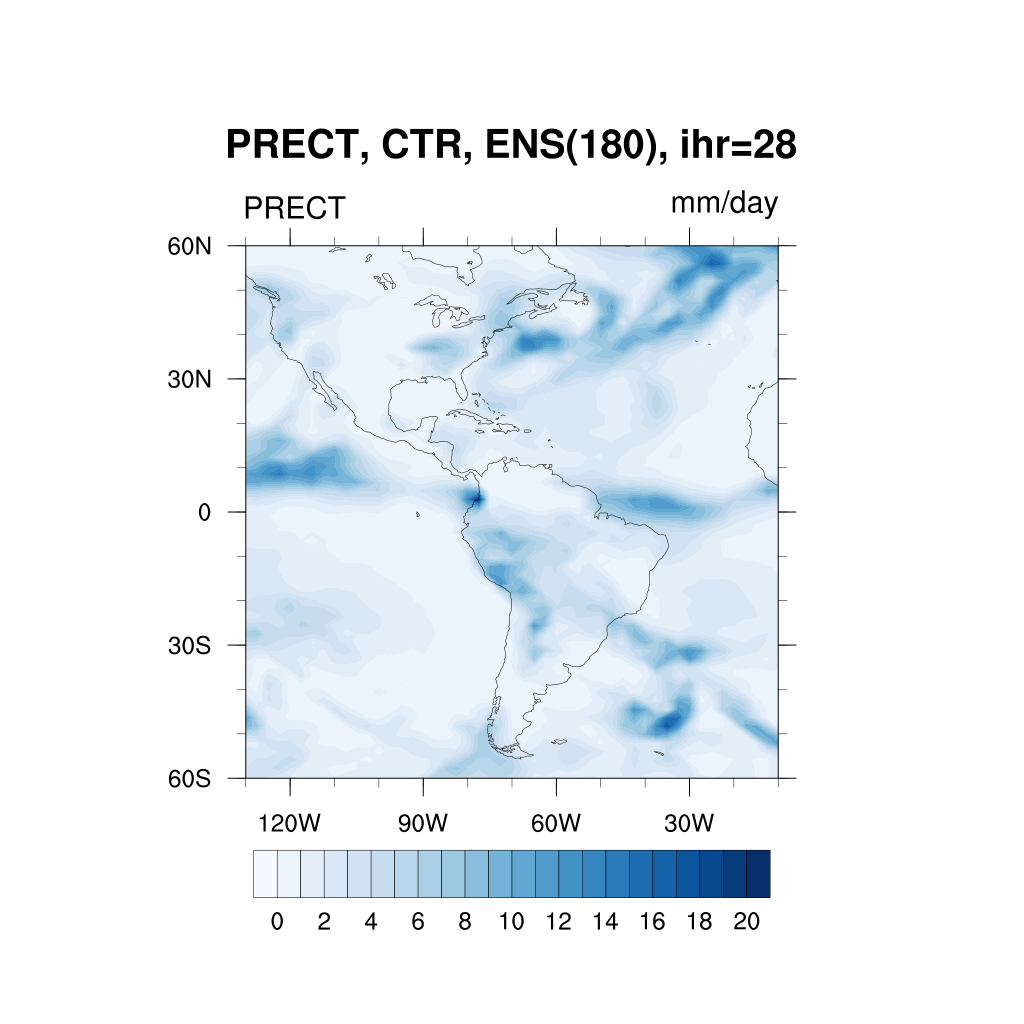 PRECT, CTR, ENS(180), ihr=28
PRECT mm/day
60N
30N
0
30S
60S
120W 90W 60W 30W
0 2 4 6 8 10 12 14 16 18 20